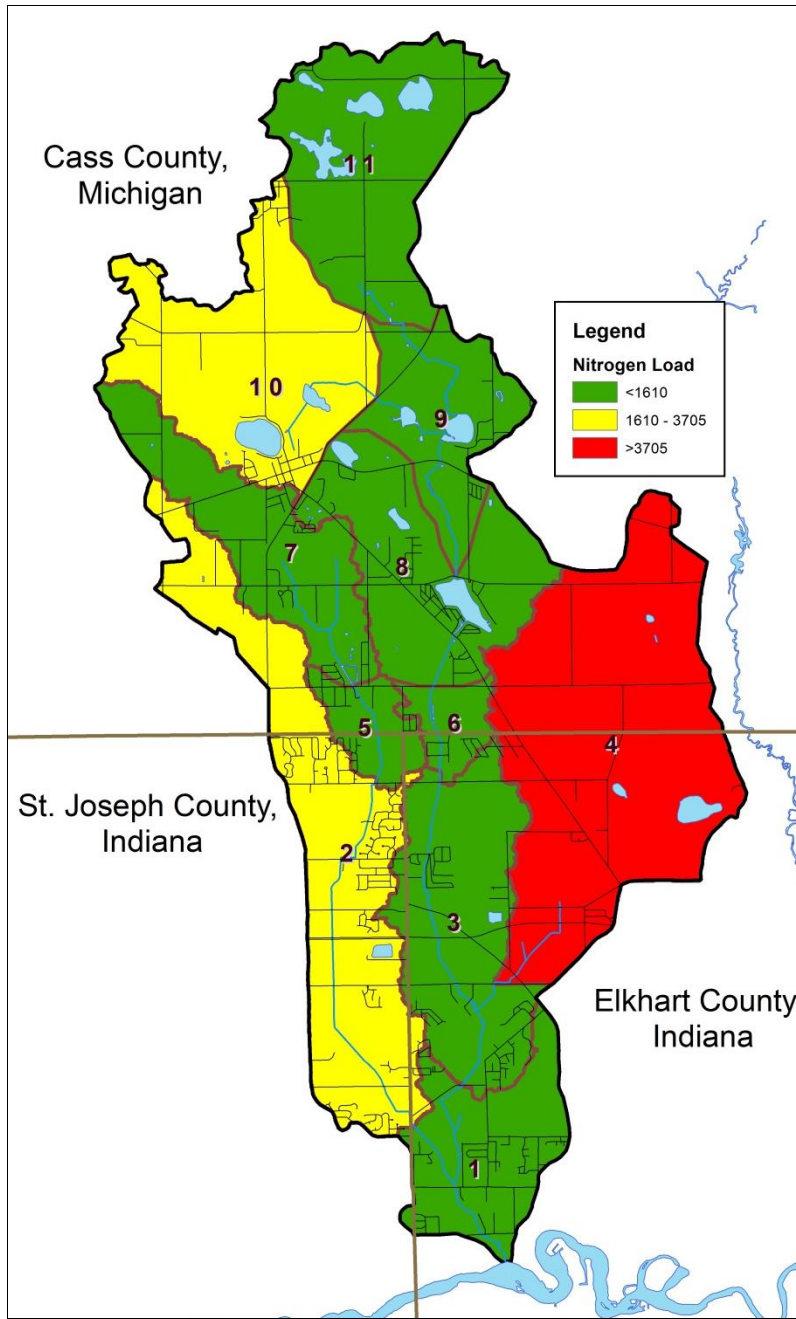 11
Cass County,
Michigan
Legend
Nitrogen Load
<1610
1610 - 3705
>3705
10
9
7
8
5
6
4
St. Joseph County,
Indiana
2
3
Elkhart County
Indiana
1